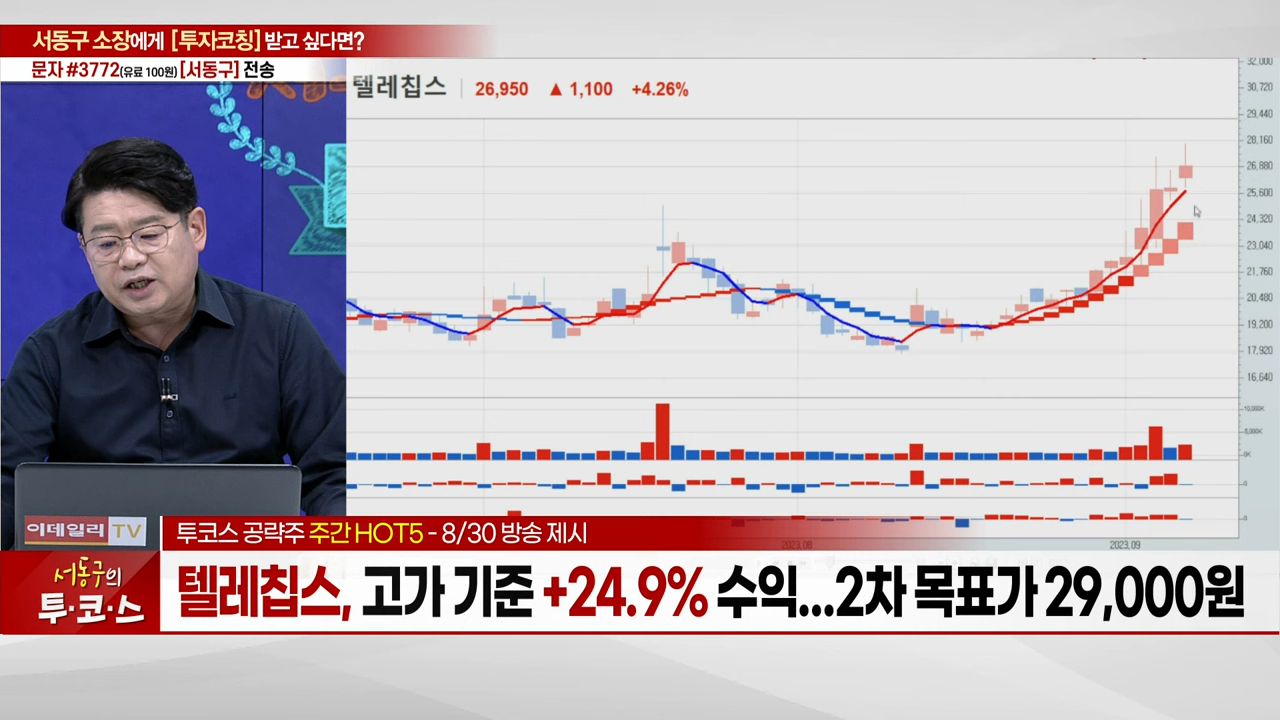 서동구 소장에게 [투자코칭] 받고 싶다면?
문자 #3772(유료 100원) [서동구] 전송
텔레칩스 26,950 ▲ 1,100 +4.26%
32,000
30,720
29,440
28,160
26,880
25,600
24,320
23,040
21,760
20,480
19,200
17,920
16,640
10,000K
5,000K
0K
0
0
2023.08
2023.09
이데일리 TV
투코스 공략주 주간 HOT5 - 8/30 방송 제시
서동구의
투·코·스
텔레칩스, 고가 기준 +24.9% 수익...2차 목표가 29,000원